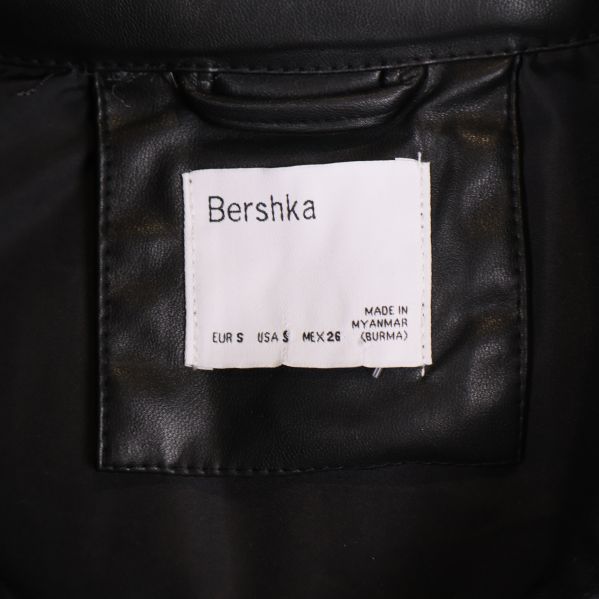 Bershka
MADE IN
MYANMAR
EUR S USA S MEX 26 (BURMA)